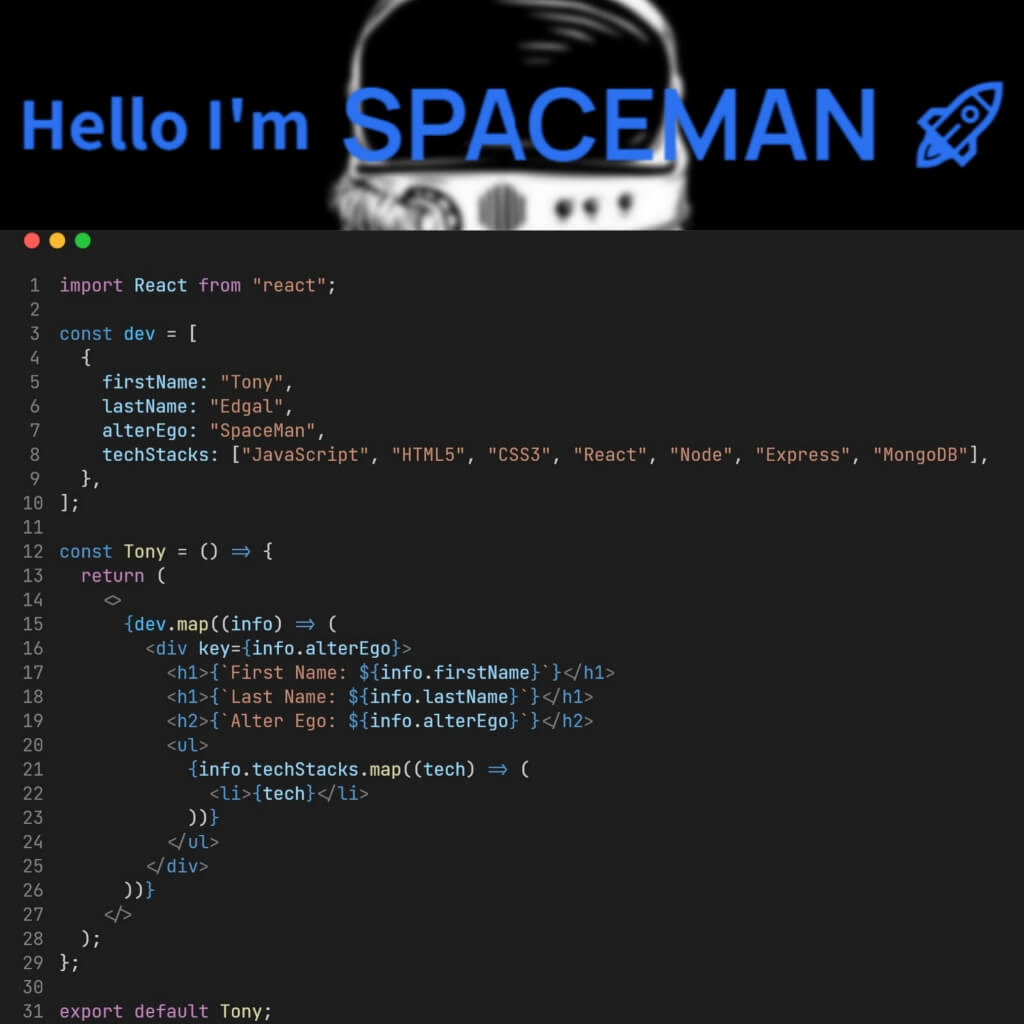 Hello I'm SPACEMAN
1 import React from "react";
2
3 const dev = [
4   {
5     firstName: "Tony",
6     lastName: "Edgal",
7     alterEgo: "SpaceMan",
8     techStacks: ["JavaScript", "HTML5", "CSS3", "React", "Node", "Express", "MongoDB"],
9   },
10 ];
11
12 const Tony = () => {
13   return (
14     <>
15       {dev.map((info) => (
16         <div key={info.alterEgo}>
17           <h1>{`First Name: ${info.firstName}`}</h1>
18           <h1>{`Last Name: ${info.lastName}`}</h1>
19           <h2>{`Alter Ego: ${info.alterEgo}`}</h2>
20           <ul>
21             {info.techStacks.map((tech) => (
22               <li>{tech}</li>
23             ))}
24           </ul>
25         </div>
26       ))}
27     </>
28   );
29 };
30
31 export default Tony;